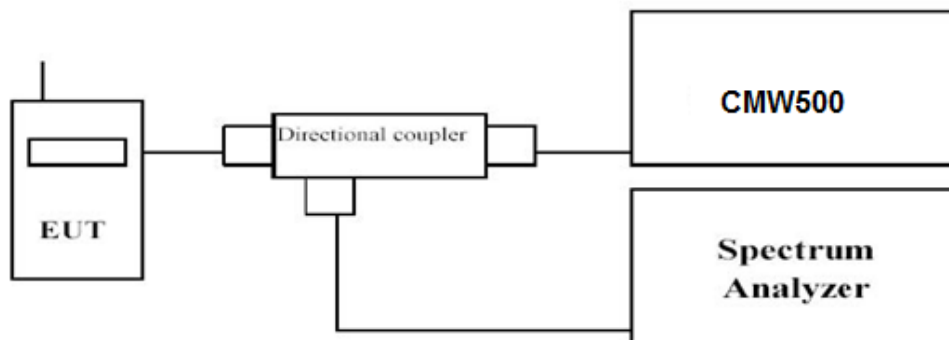 CMW500
Directional coupler
EUT
Spectrum
Analyzer